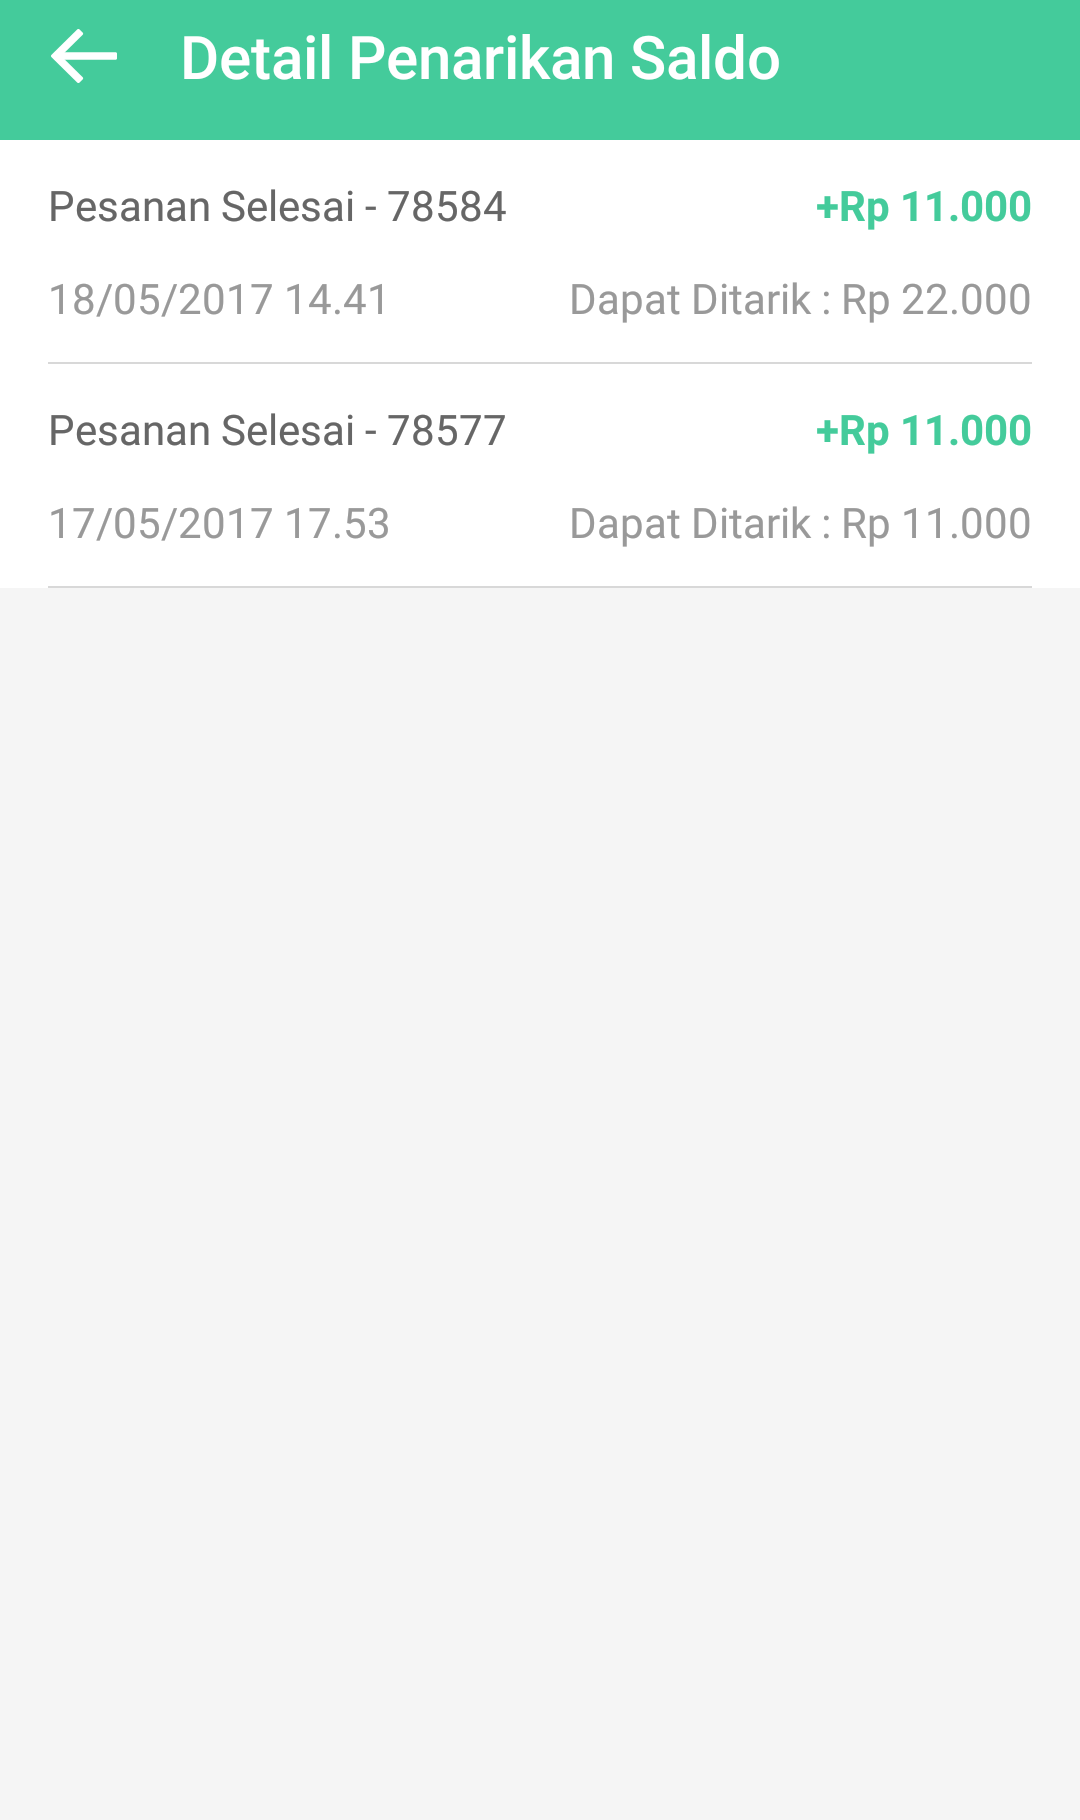 Detail Penarikan Saldo
Pesanan Selesai - 78584 +Rp 11.000
18/05/2017 14.41 Dapat Ditarik : Rp 22.000
Pesanan Selesai - 78577 +Rp 11.000
17/05/2017 17.53 Dapat Ditarik : Rp 11.000